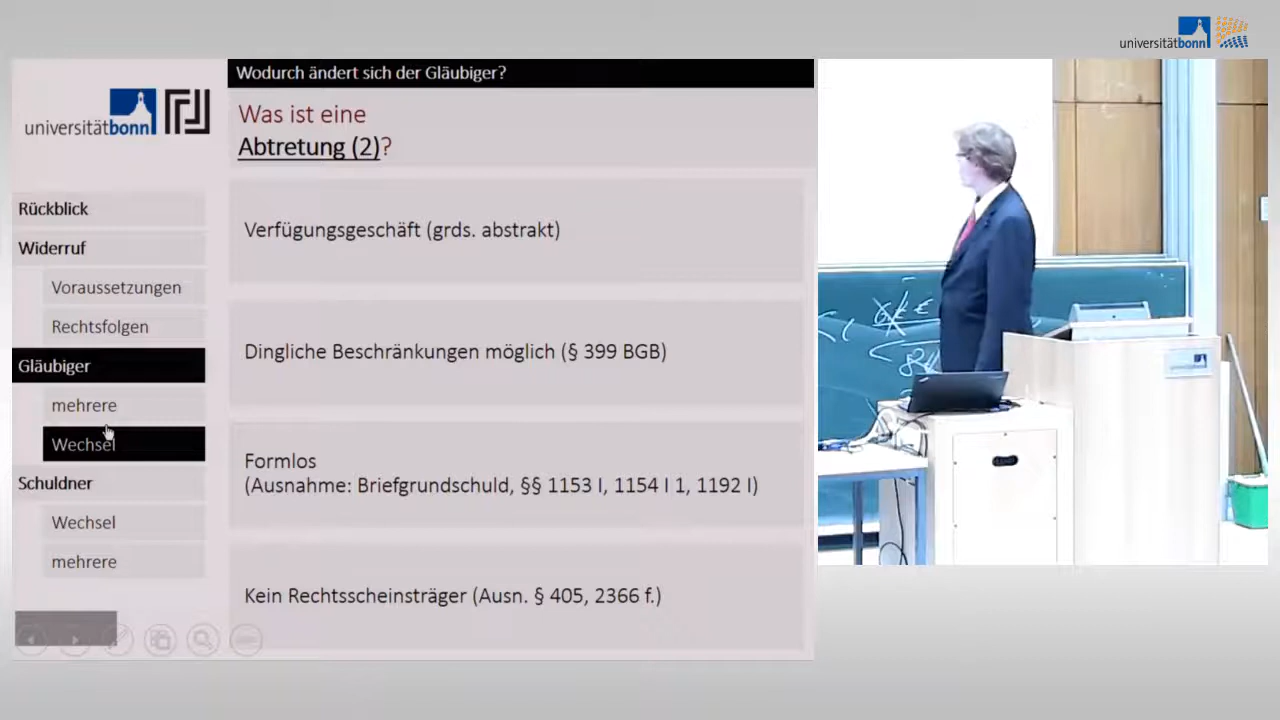 universitätbonn
Wodurch ändert sich der Gläubiger?
universitätbonn
Was ist eine
Abtretung (2)?
Rückblick
Widerruf
Voraussetzungen
Rechtsfolgen
Gläubiger
mehrere
Wechsel
Schuldner
Wechsel
mehrere
Verfügungsgeschäft (grds. abstrakt)
Dingliche Beschränkungen möglich (§ 399 BGB)
Formlos
(Ausnahme: Briefgrundschuld, §§ 1153 I, 1154 I 1, 1192 I)
Kein Rechtsscheinsträger (Ausn. § 405, 2366 f.)